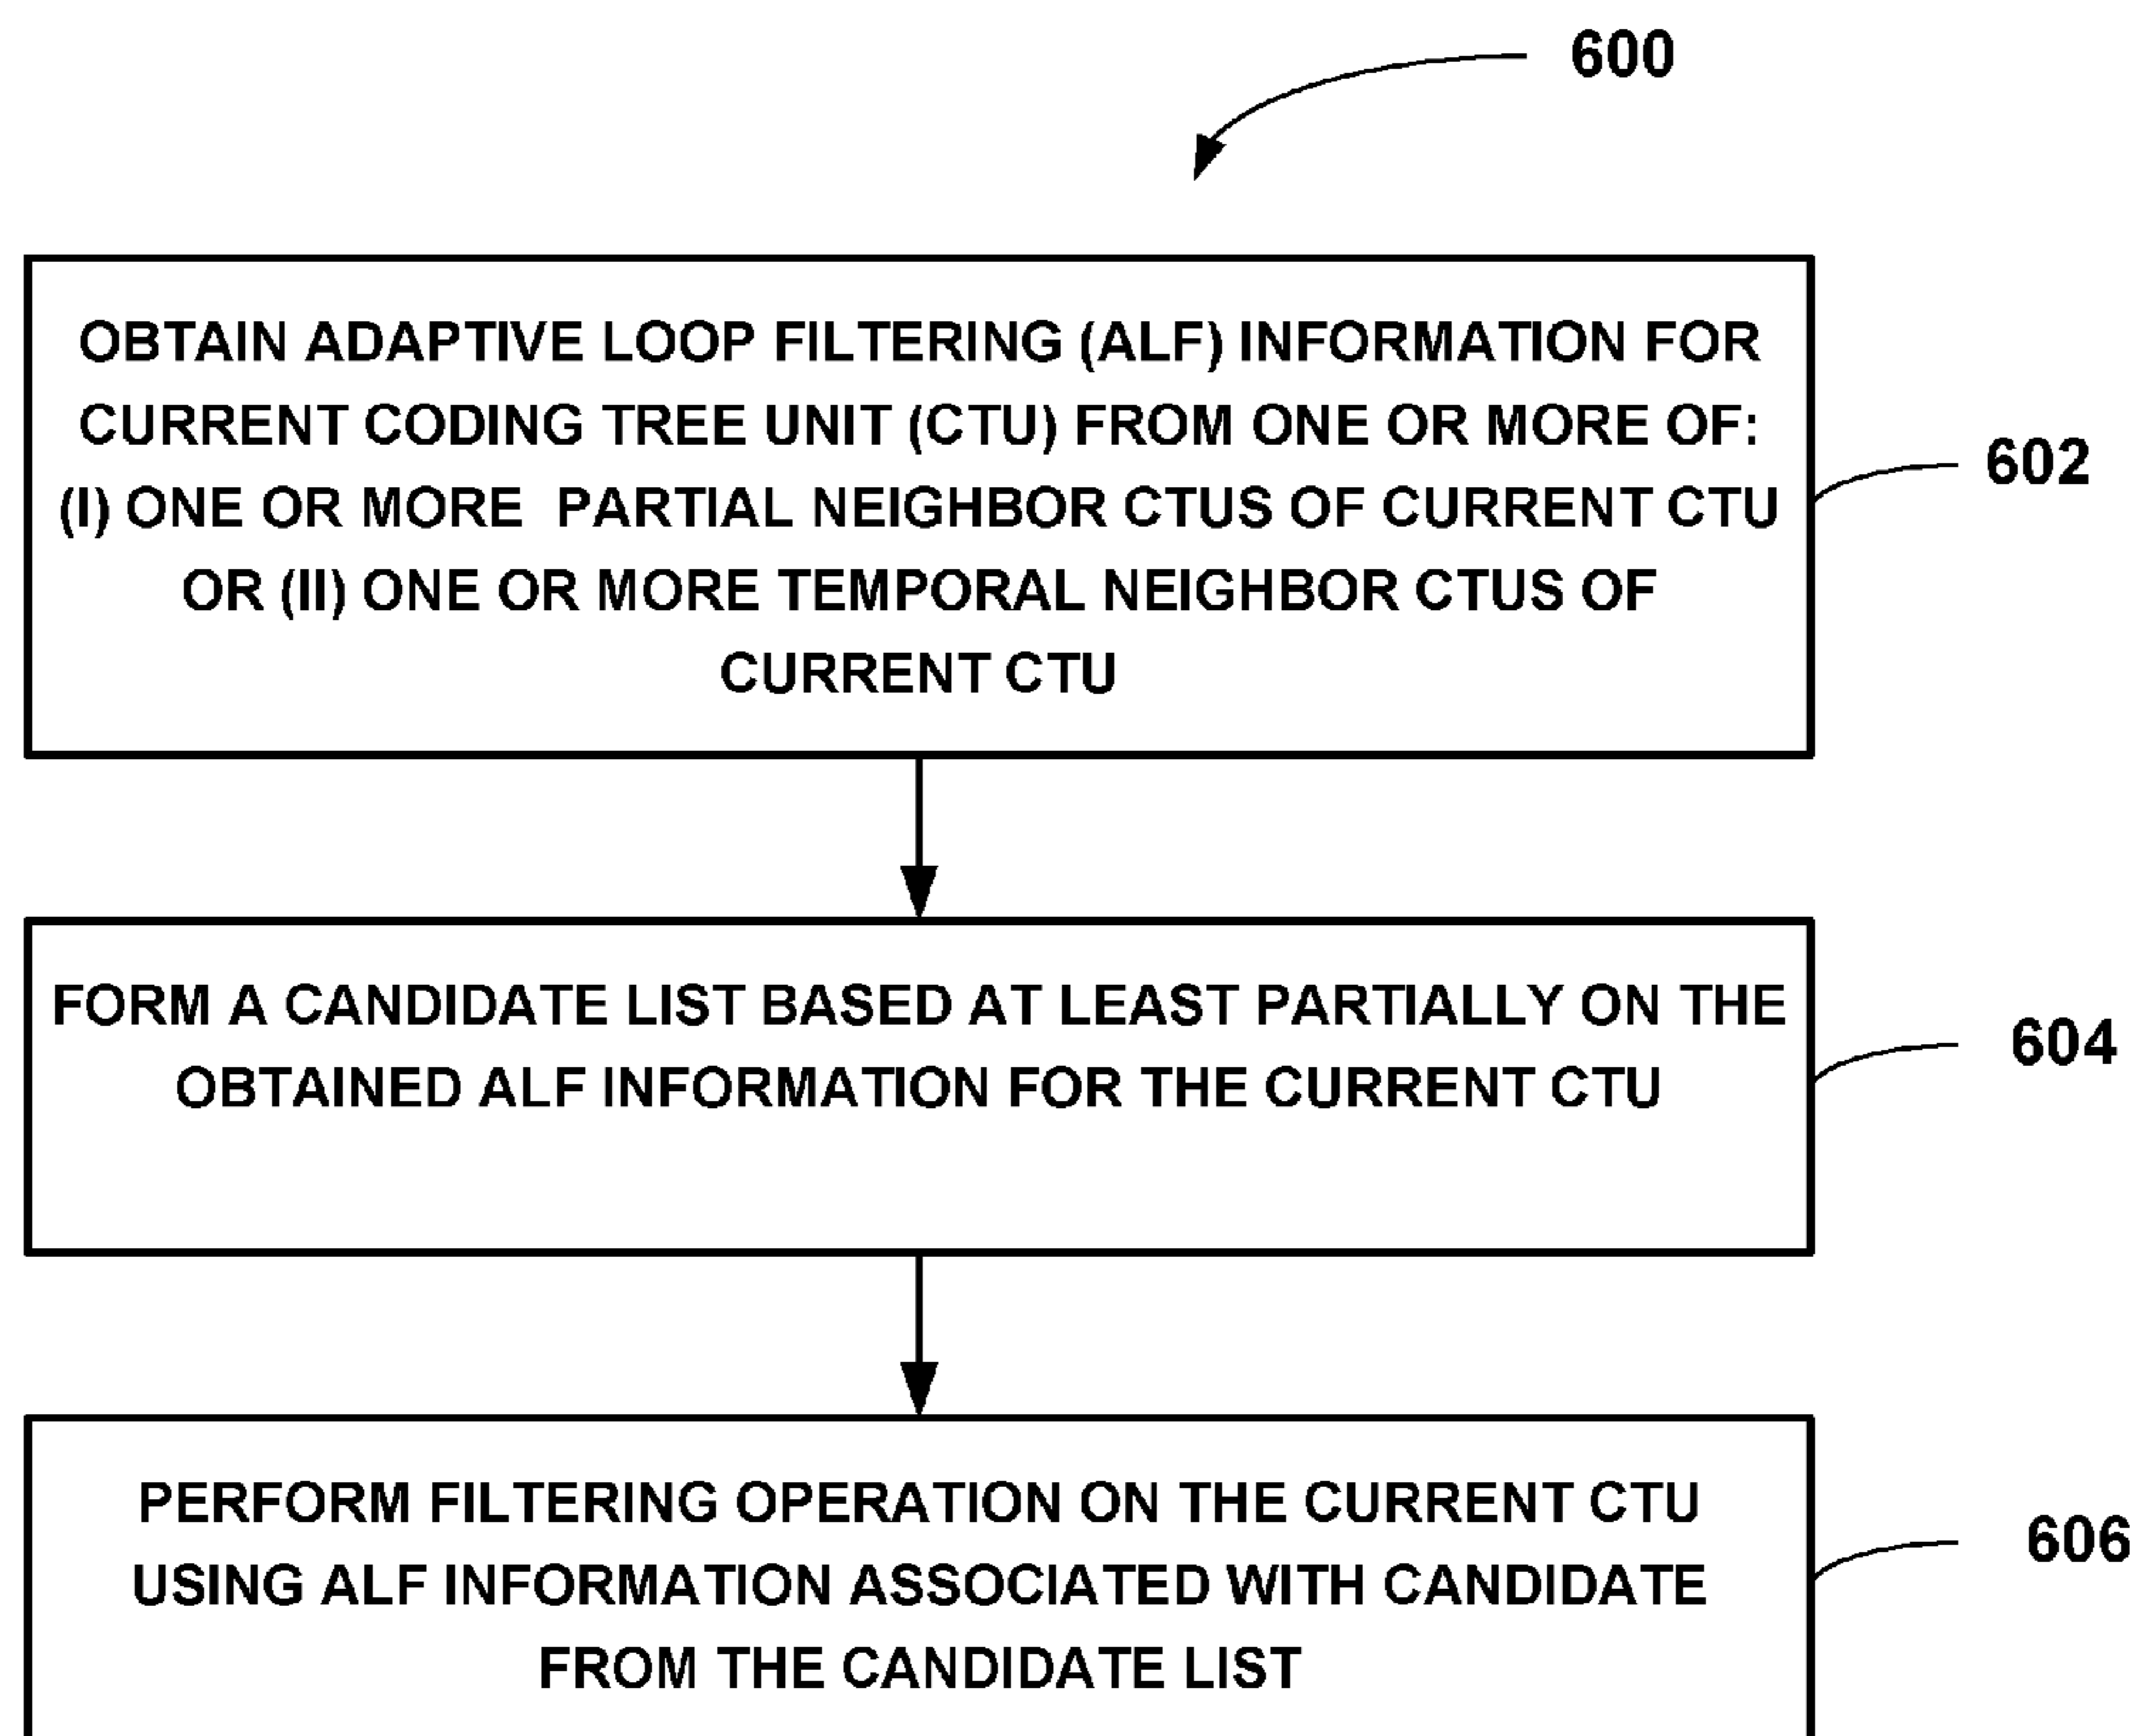 600
OBTAIN ADAPTIVE LOOP FILTERING (ALF) INFORMATION FOR
CURRENT CODING TREE UNIT (CTU) FROM ONE OR MORE OF:
(I) ONE OR MORE PARTIAL NEIGHBOR CTUS OF CURRENT CTU
OR (II) ONE OR MORE TEMPORAL NEIGHBOR CTUS OF
CURRENT CTU
602
FORM A CANDIDATE LIST BASED AT LEAST PARTIALLY ON THE
OBTAINED ALF INFORMATION FOR THE CURRENT CTU
604
PERFORM FILTERING OPERATION ON THE CURRENT CTU
USING ALF INFORMATION ASSOCIATED WITH CANDIDATE
FROM THE CANDIDATE LIST
606